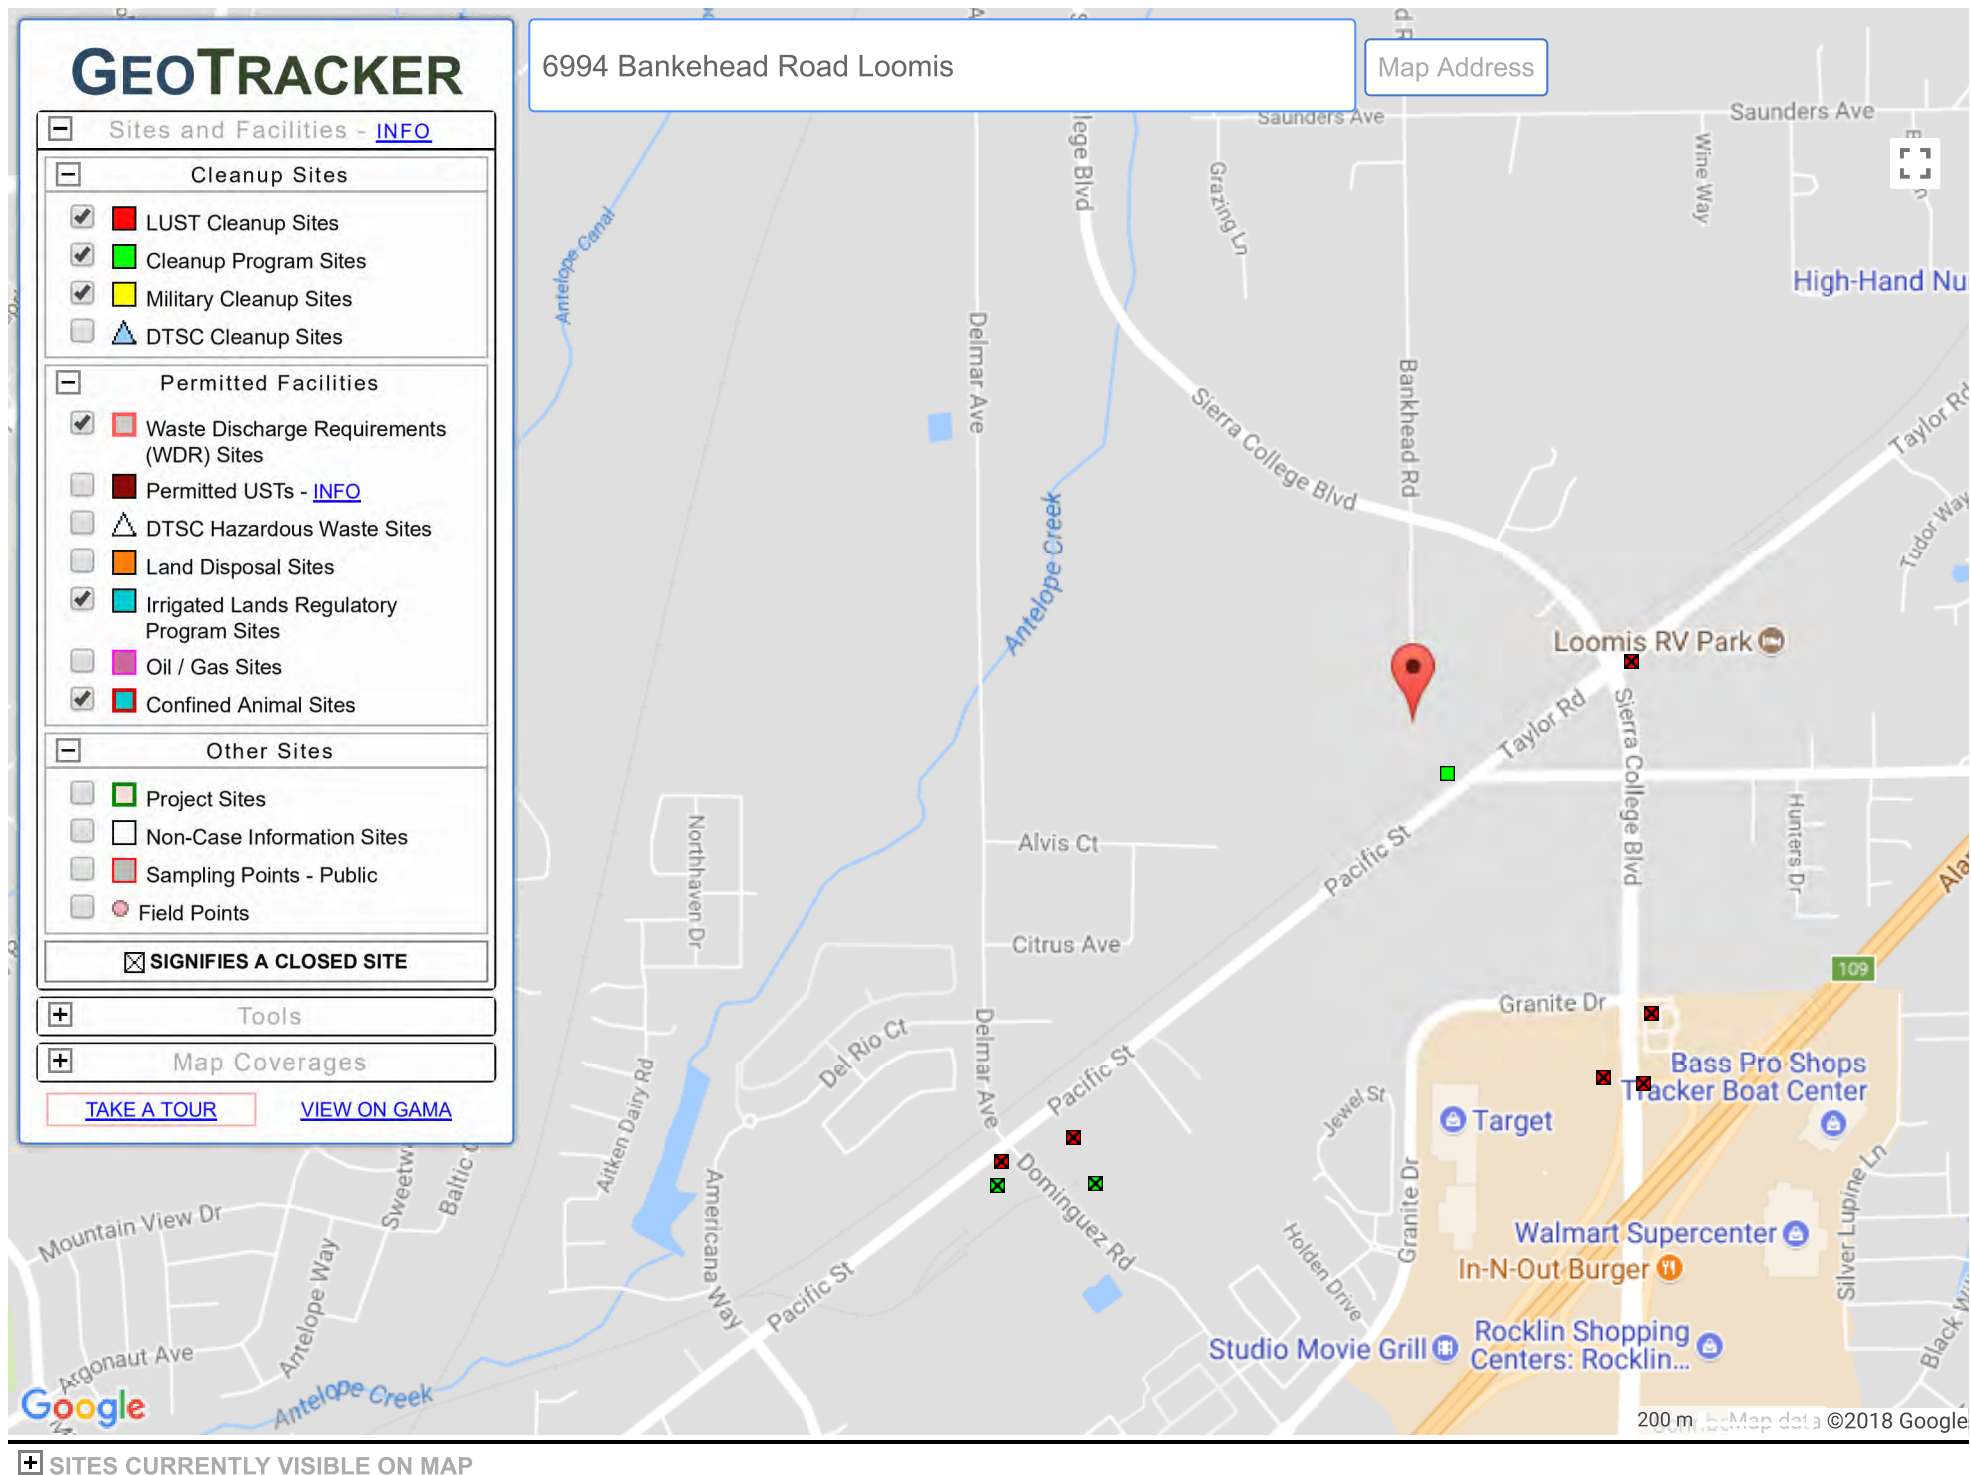 GEOTRACKER
6994 Bankehead Road Loomis
Map Address
Sites and Facilities - INFO
Cleanup Sites
LUST Cleanup Sites
Cleanup Program Sites
Military Cleanup Sites
DTSC Cleanup Sites
Permitted Facilities
Waste Discharge Requirements
(WDR) Sites
Permitted USTs - INFO
DTSC Hazardous Waste Sites
Land Disposal Sites
Irrigated Lands Regulatory
Program Sites
Oil / Gas Sites
Confined Animal Sites
Other Sites
Project Sites
Non-Case Information Sites
Sampling Points - Public
Field Points
SIGNIFIES A CLOSED SITE
Tools
Map Coverages
TAKE A TOUR
VIEW ON GAMA
Saunders Ave
Saunders Ave
llege Blvd
Grazing Ln
Wine Way
Antelope Canal
High-Hand Nu
Delmar Ave
Bankhead Rd
Sierra College Blvd
Taylor Rd
Tudor Way
Antelope Creek
Loomis RV Park
Taylor Rd
Sierra College Blvd
Hunters Dr
Northhaven Dr
Alvis Ct
Pacific St
Citrus Ave
Ala
109
Granite Dr
Del Rio Ct
Delmar Ave
Pacific St
Bass Pro Shops
Tracker Boat Center
Aitken Dairy Rd
Jewel St
Target
Sweetw
Baltic
Americana Way
Dominguez Rd
Granite Dr
Silver Lupine Ln
Mountain View Dr
Walmart Supercenter
In-N-Out Burger
Holden Drive
Antelope Way
Pacific St
Studio Movie Grill
Rocklin Shopping
Centers: Rocklin...
Black Wi
Argonaut Ave
Antelope Creek
Google
200 m
Map data ©2018 Google
SITES CURRENTLY VISIBLE ON MAP